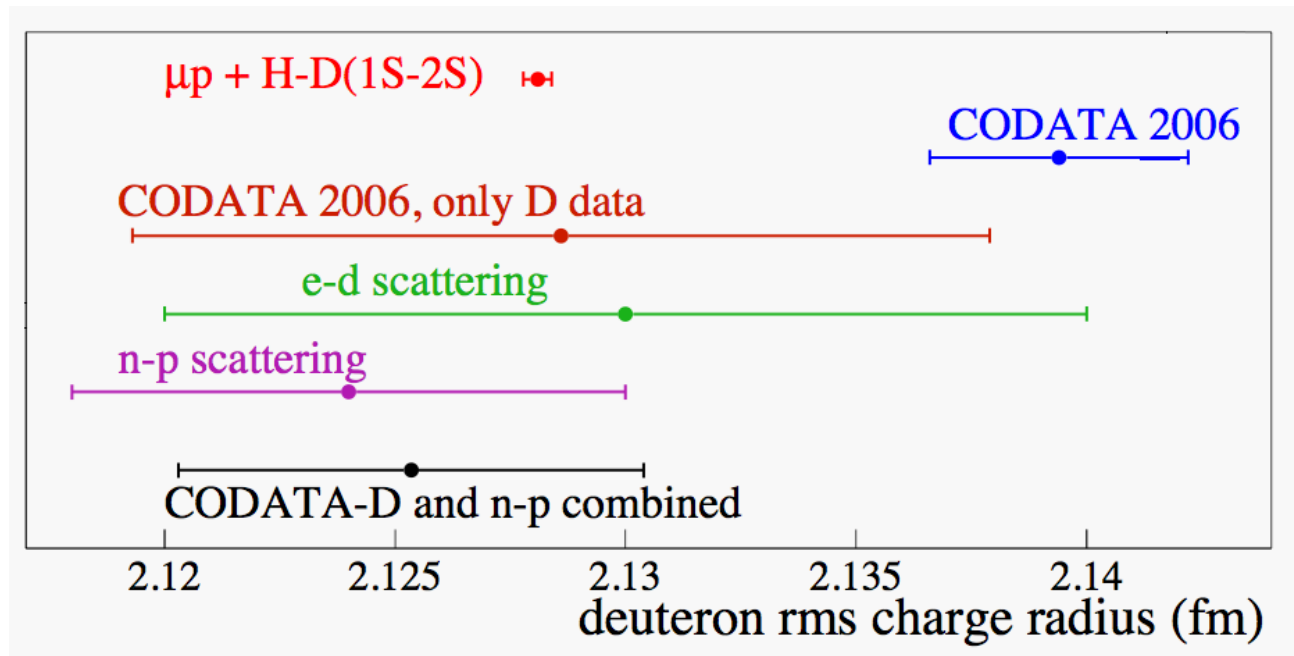 μp + H-D(1S-2S)
CODATA 2006
CODATA 2006, only D data
e-d scattering
n-p scattering
CODATA-D and n-p combined
2.12 2.125 2.13 2.135 2.14
deuteron rms charge radius (fm)